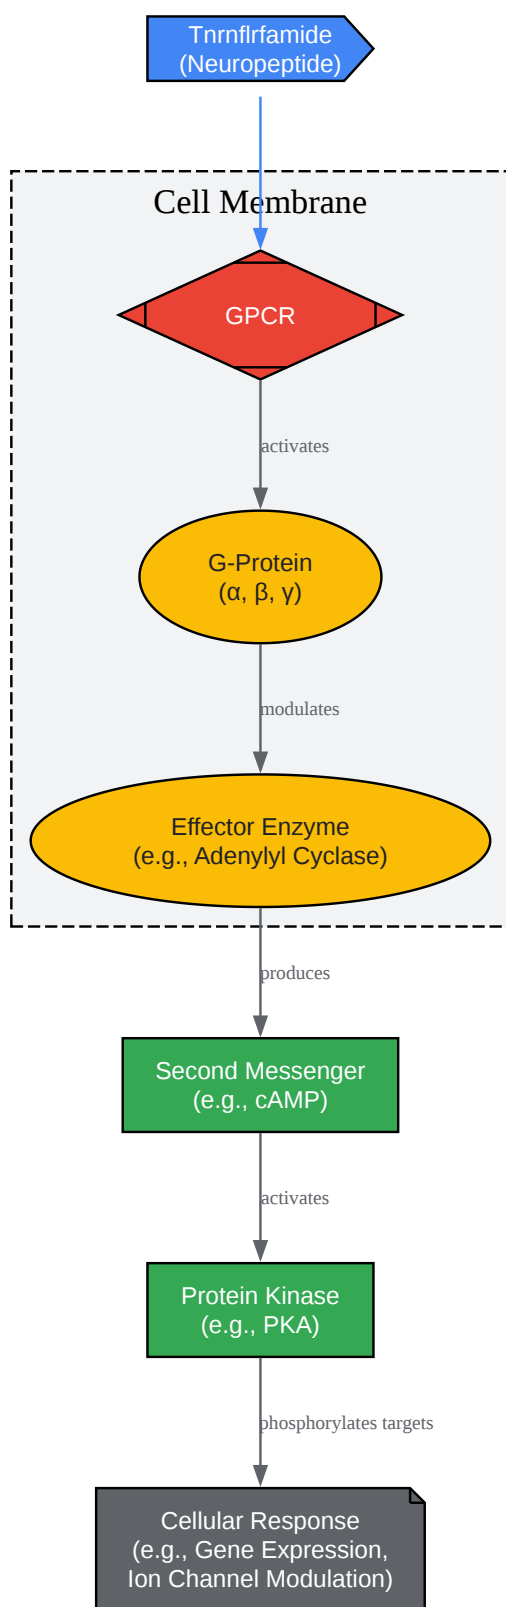 Tnrnflrfamide
(Neuropeptide)
Cell Membrane
GPCR
activates
G-Protein
(α, β, γ)
modulates
Effector Enzyme
(e.g., Adenylyl Cyclase)
produces
Second Messenger
(e.g., cAMP)
activates
Protein Kinase
(e.g., PKA)
phosphorylates targets
Cellular Response
(e.g., Gene Expression,
Ion Channel Modulation)